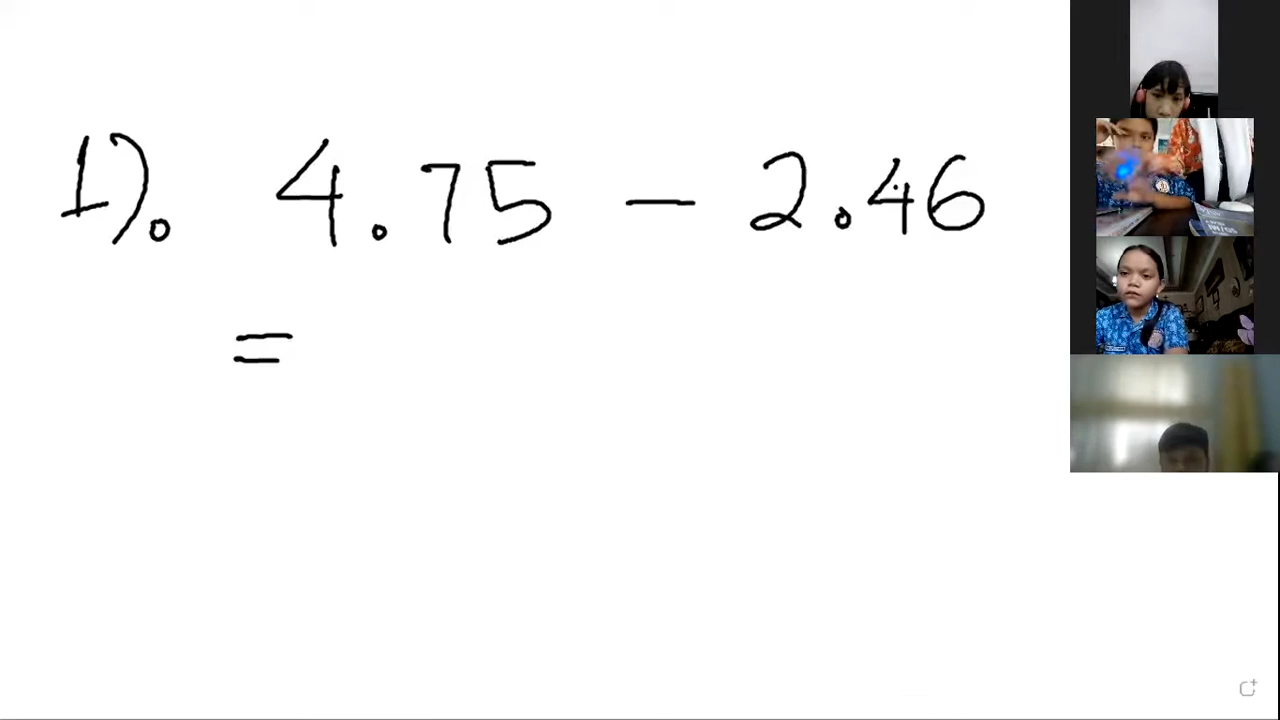 1). 4.75 - 2.46
=